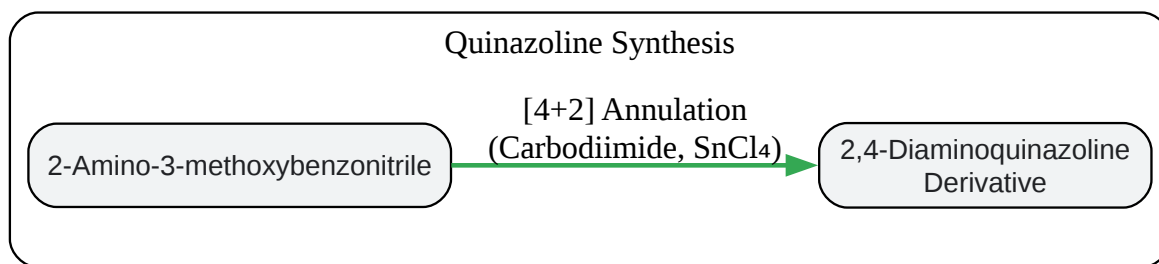 Quinazoline Synthesis
[4+2] Annulation
(Carbodiimide, SnCl₄)
2-Amino-3-methoxybenzonitrile
2,4-Diaminoquinazoline
Derivative